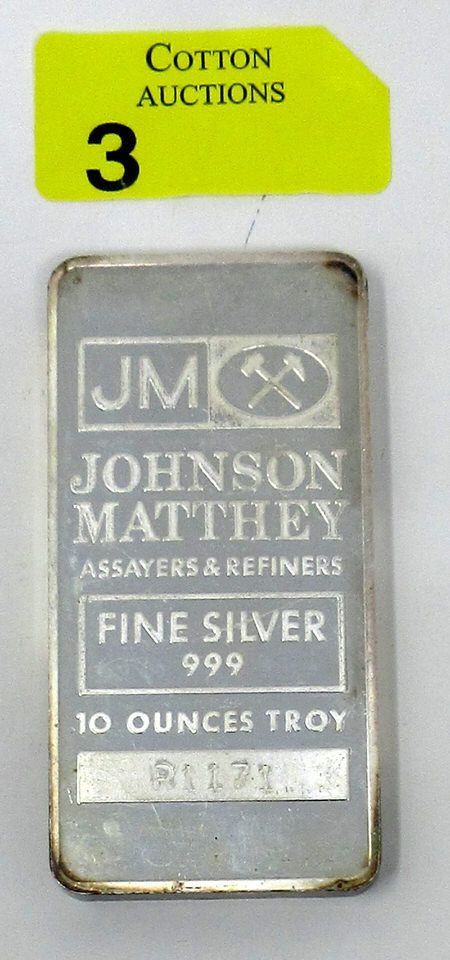 COTTON
AUCTIONS
3
JM
JOHNSON
MATTHEY
ASSAYERS & REFINERS
FINE SILVER
999
10 OUNCES TROY